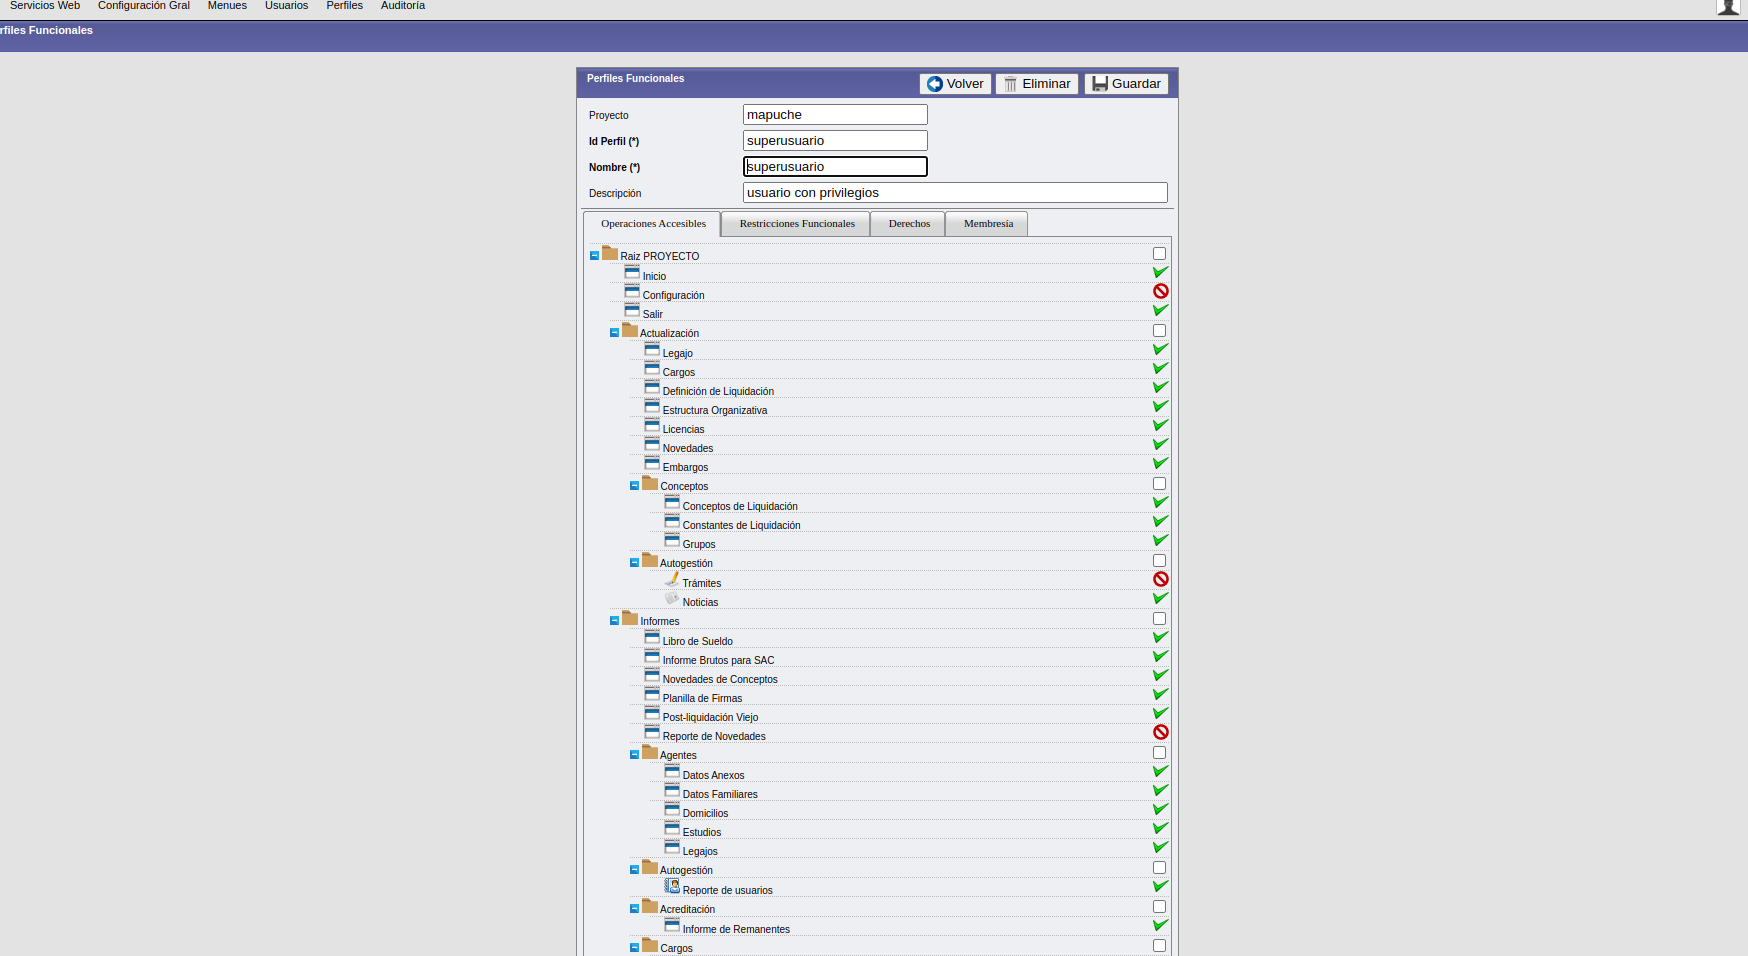 Servicios Web Configuración Gral Menues Usuarios Perfiles Auditoría
rfiles Funcionales
Perfiles Funcionales Volver Eliminar Guardar
Proyecto mapuche
Id Perfil (*) superusuario
Nombre (*) superusuario
Descripción usuario con privilegios
Operaciones Accesibles Restricciones Funcionales Derechos Membresía
Raiz PROYECTO
Inicio
Configuración
Salir
Actualización
Legajo
Cargos
Definición de Liquidación
Estructura Organizativa
Licencias
Novedades
Embargos
Conceptos
Conceptos de Liquidación
Constantes de Liquidación
Grupos
Autogestión
Trámites
Noticias
Informes
Libro de Sueldo
Informe Brutos para SAC
Novedades de Conceptos
Planilla de Firmas
Post-liquidación Viejo
Reporte de Novedades
Agentes
Datos Anexos
Datos Familiares
Domicilios
Estudios
Legajos
Autogestión
Reporte de usuarios
Acreditación
Informe de Remanentes
Cargos